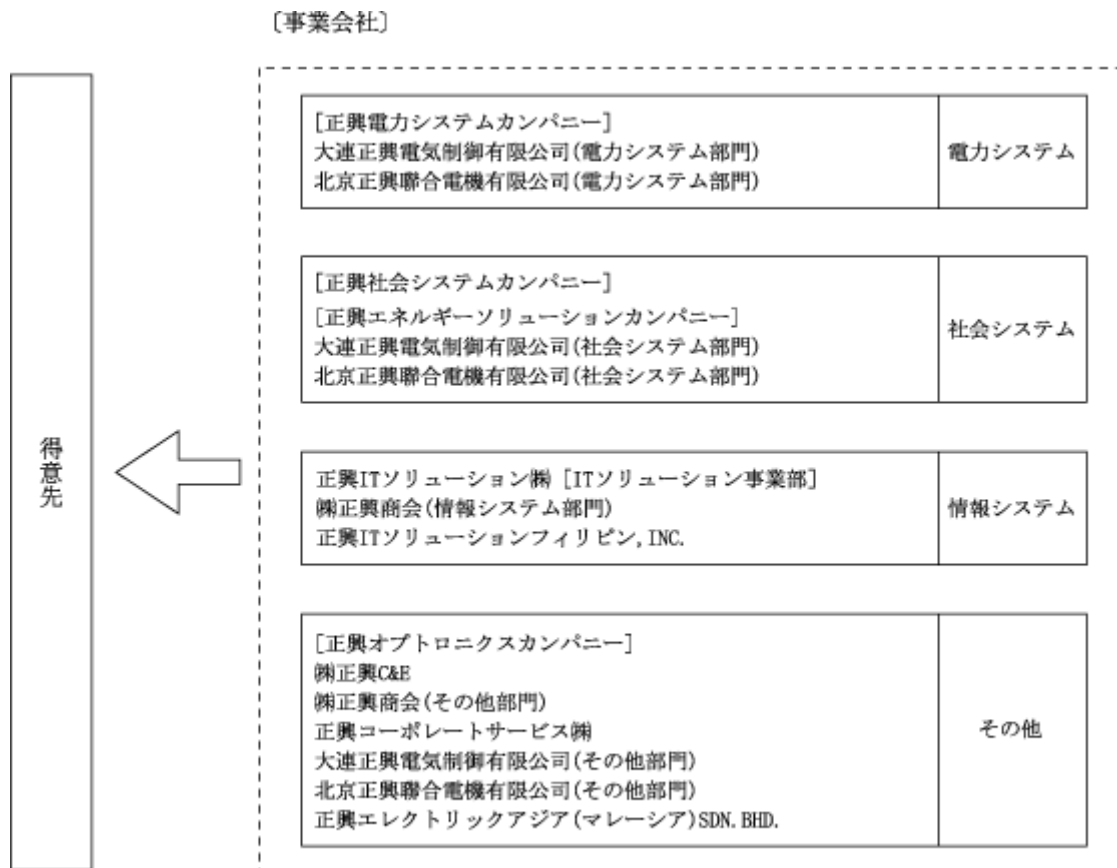 〔事業会社〕
[正興電力システムカンパニー]
大連正興電気制御有限公司(電力システム部門)
北京正興聯合電機有限公司(電力システム部門)
電力システム
[正興社会システムカンパニー]
[正興エネルギーソリューションカンパニー]
大連正興電気制御有限公司(社会システム部門)
北京正興聯合電機有限公司(社会システム部門)
社会システム
得意先
正興ITソリューション㈱ [ITソリューション事業部]
㈱正興商会(情報システム部門)
正興ITソリューションフィリピン,INC.
情報システム
[正興オプトロニクスカンパニー]
㈱正興C&E
㈱正興商会(その他部門)
正興コーポレートサービス㈱
大連正興電気制御有限公司(その他部門)
北京正興聯合電機有限公司(その他部門)
正興エレクトリックアジア(マレーシア)SDN.BHD.
その他